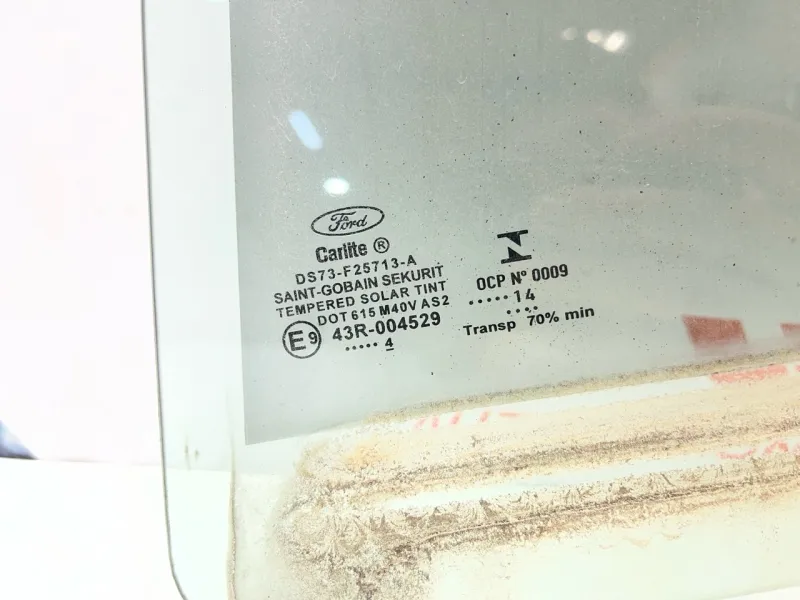 Ford
Carlite ®
DS73-F25713-A
SAINT-GOBAIN SEKURIT
TEMPERED SOLAR TINT
DOT 615 M40V AS2
E9 43R-004529
..... 4
N
OCP Nº 0009
..... 14
....
Transp 70% min